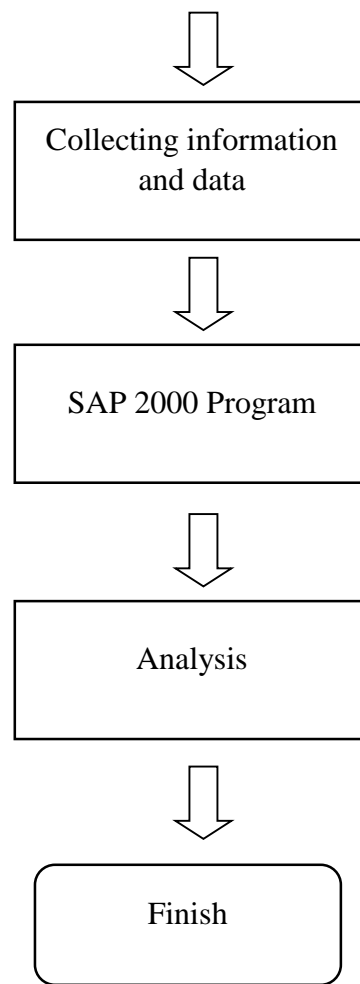 Collecting information
and data
SAP 2000 Program
Analysis
Finish